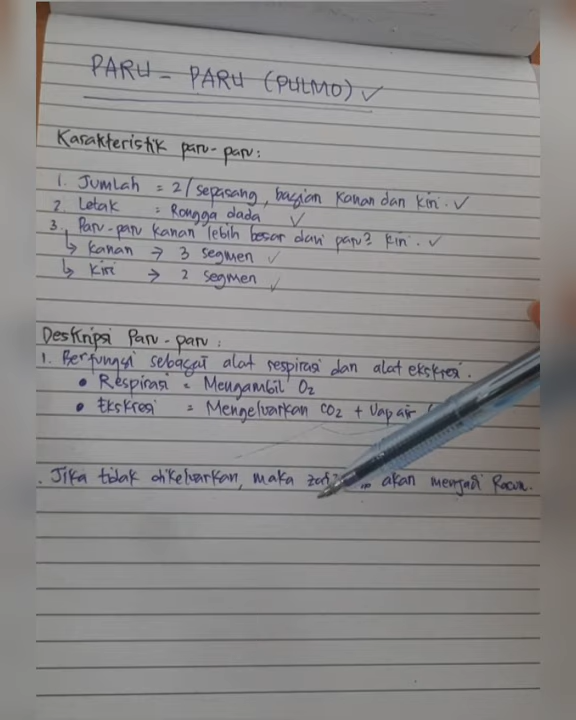 PARU - PARU (PULMO) ✓
Karakteristik paru-paru:
1. Jumlah = 2/sepasang, bagian kanan dan kiri. ✓
2. Letak : Rongga dada ✓
3. Paru-paru kanan lebih besar dari paru² kiri. ✓
↳ kanan → 3 segmen ✓
↳ kiri → 2 segmen ✓
Deskripsi Paru-paru:
1. Berfungsi sebagai alat respirasi dan alat ekskresi.
• Respirasi = Mengambil O2
• Ekskresi = Mengeluarkan CO2 + Uap air
. Jika tidak dikeluarkan, maka akan menjadi Racun.